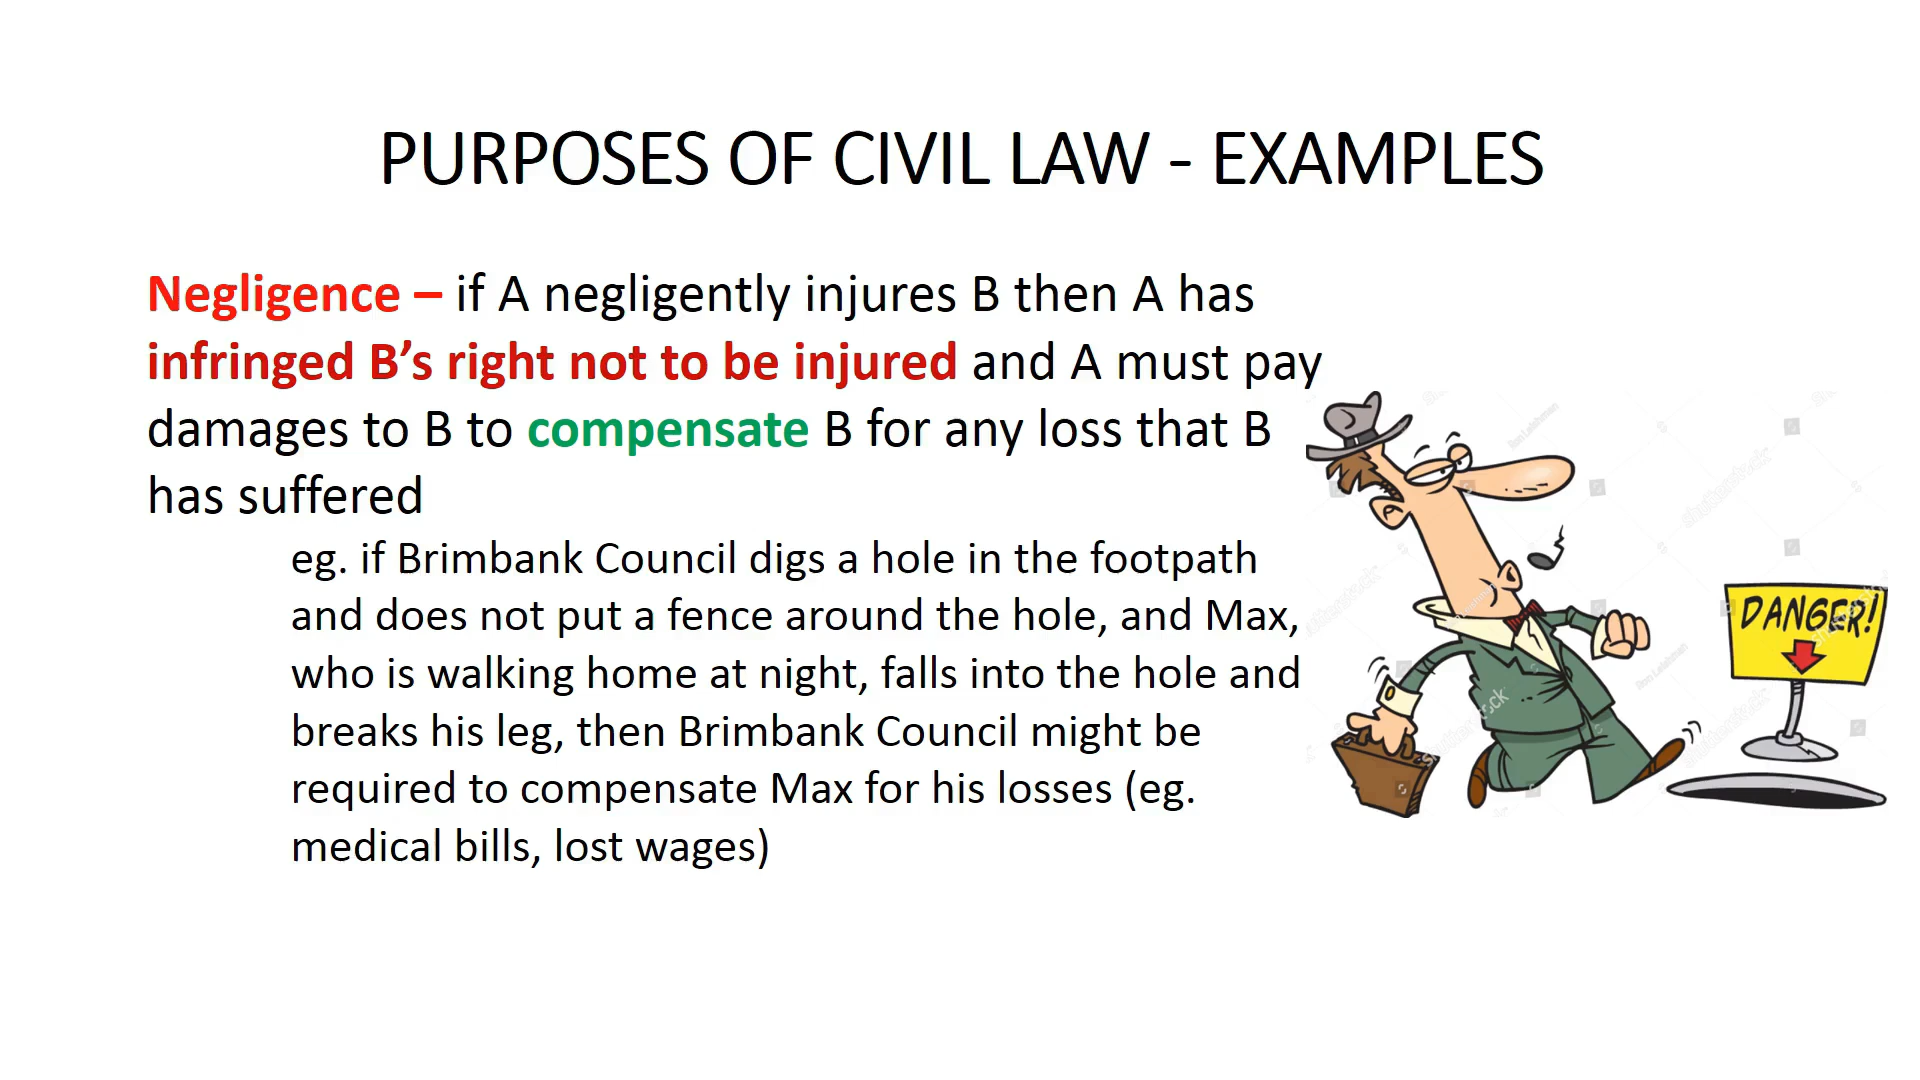 PURPOSES OF CIVIL LAW - EXAMPLES
Negligence – if A negligently injures B then A has
infringed B’s right not to be injured and A must pay
damages to B to compensate B for any loss that B
has suffered
eg. if Brimbank Council digs a hole in the footpath
and does not put a fence around the hole, and Max,
who is walking home at night, falls into the hole and
breaks his leg, then Brimbank Council might be
required to compensate Max for his losses (eg.
medical bills, lost wages)
DANGER!
shutterstock
Ron Leishman